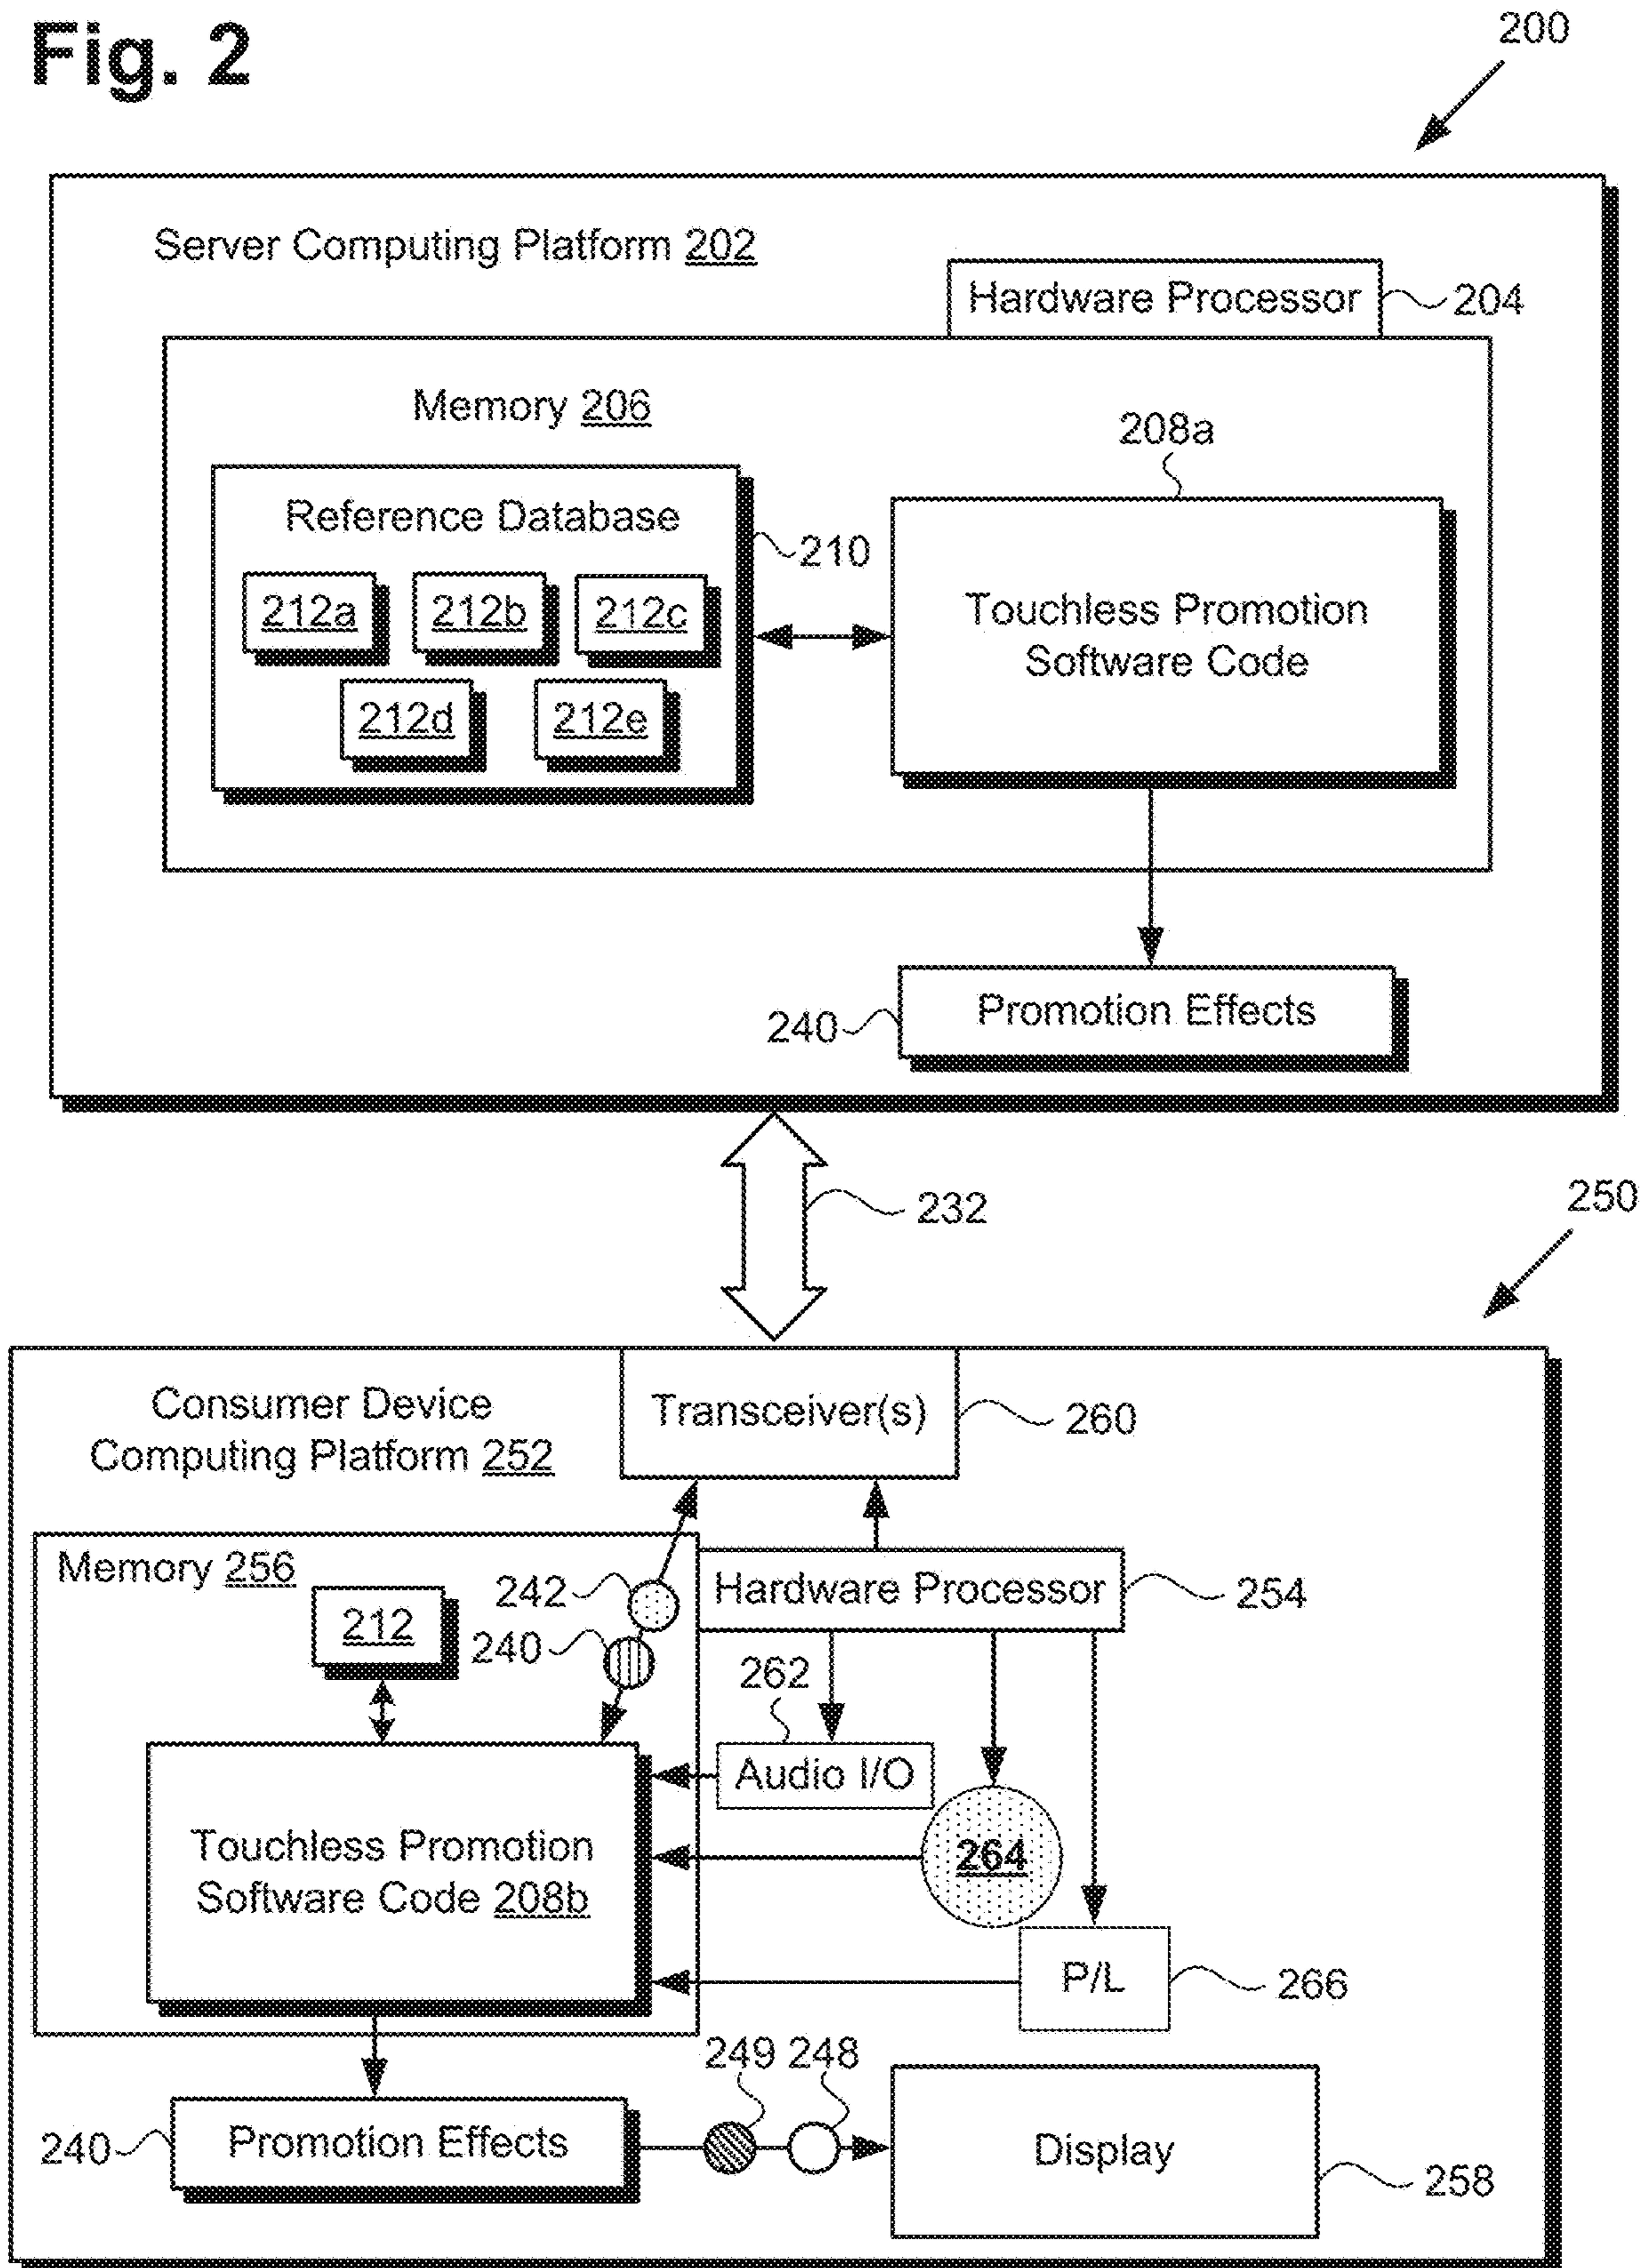 Fig. 2
200
Server Computing Platform 202
Hardware Processor
204
Memory 206
208a
Reference Database
210
212a
212b
212c
212d
212e
Touchless Promotion
Software Code
Promotion Effects
240
232
250
Consumer Device
Computing Platform 252
Transceiver(s)
260
Memory 256
242
Hardware Processor
254
212
240
262
Audio I/O
264
Touchless Promotion
Software Code 208b
P/L
266
249
248
Promotion Effects
240
Display
258